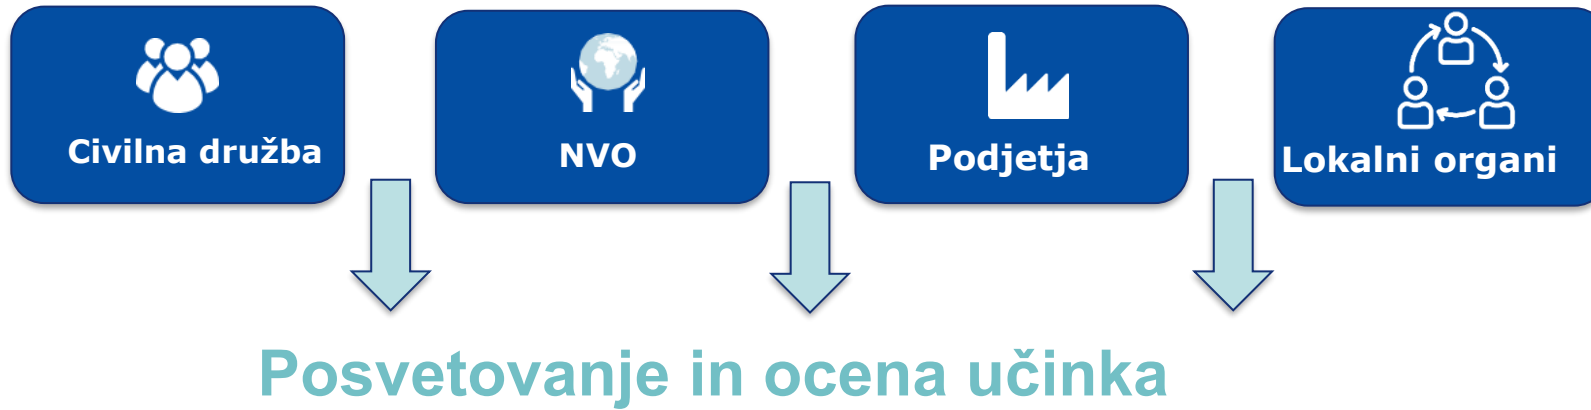 Civilna družba
NVO
Podjetja
Lokalni organi
Posvetovanje in ocena učinka